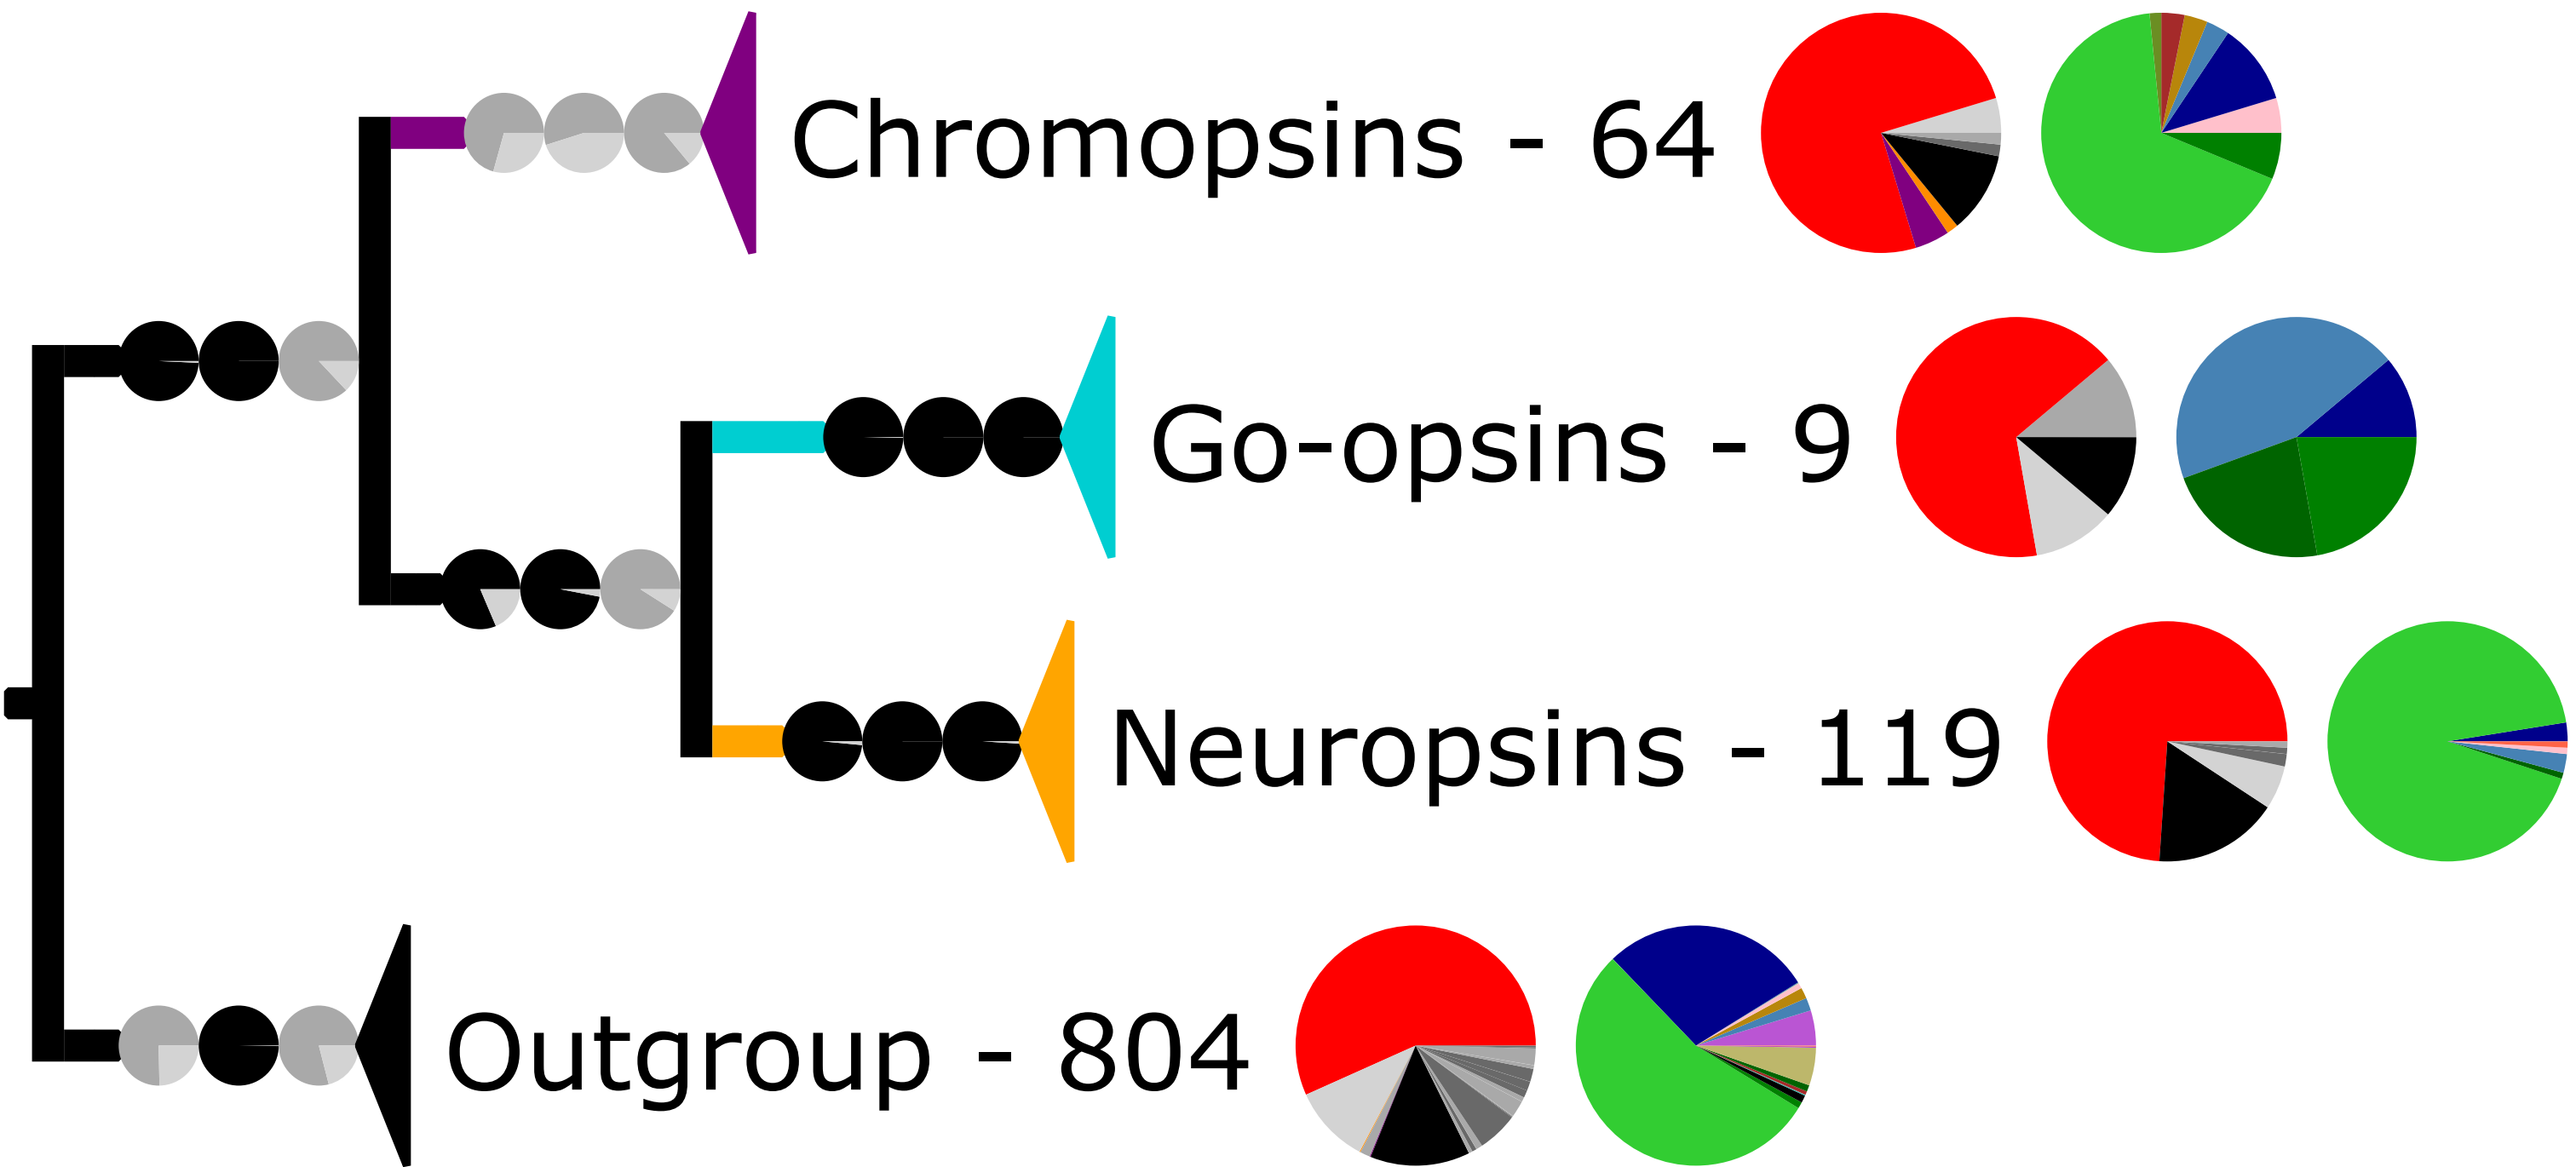 Chromopsins - 64
Go-opsins - 9
Neuropsins - 119
Outgroup - 804